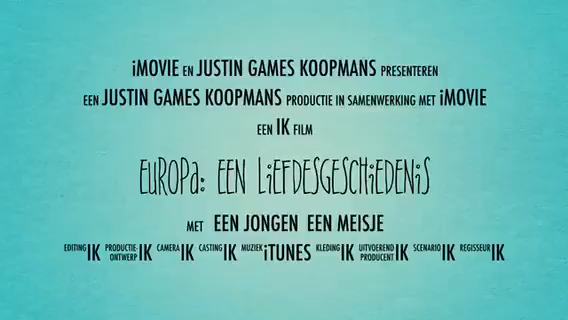 iMOVIE EN JUSTIN GAMES KOOPMANS PRESENTEREN
EEN JUSTIN GAMES KOOPMANS PRODUCTIE IN SAMENWERKING MET iMOVIE
EEN IK FILM
EUROPa: EEN LiEFDESGESCHiEDENiS
MET EEN JONGEN EEN MEISJE
EDITING IK PRODUCTIE-ONTWERP IK CAMERA IK CASTING IK MUZIEK iTUNES KLEDING IK UITVOEREND PRODUCENT IK SCENARIO IK REGISSEUR IK